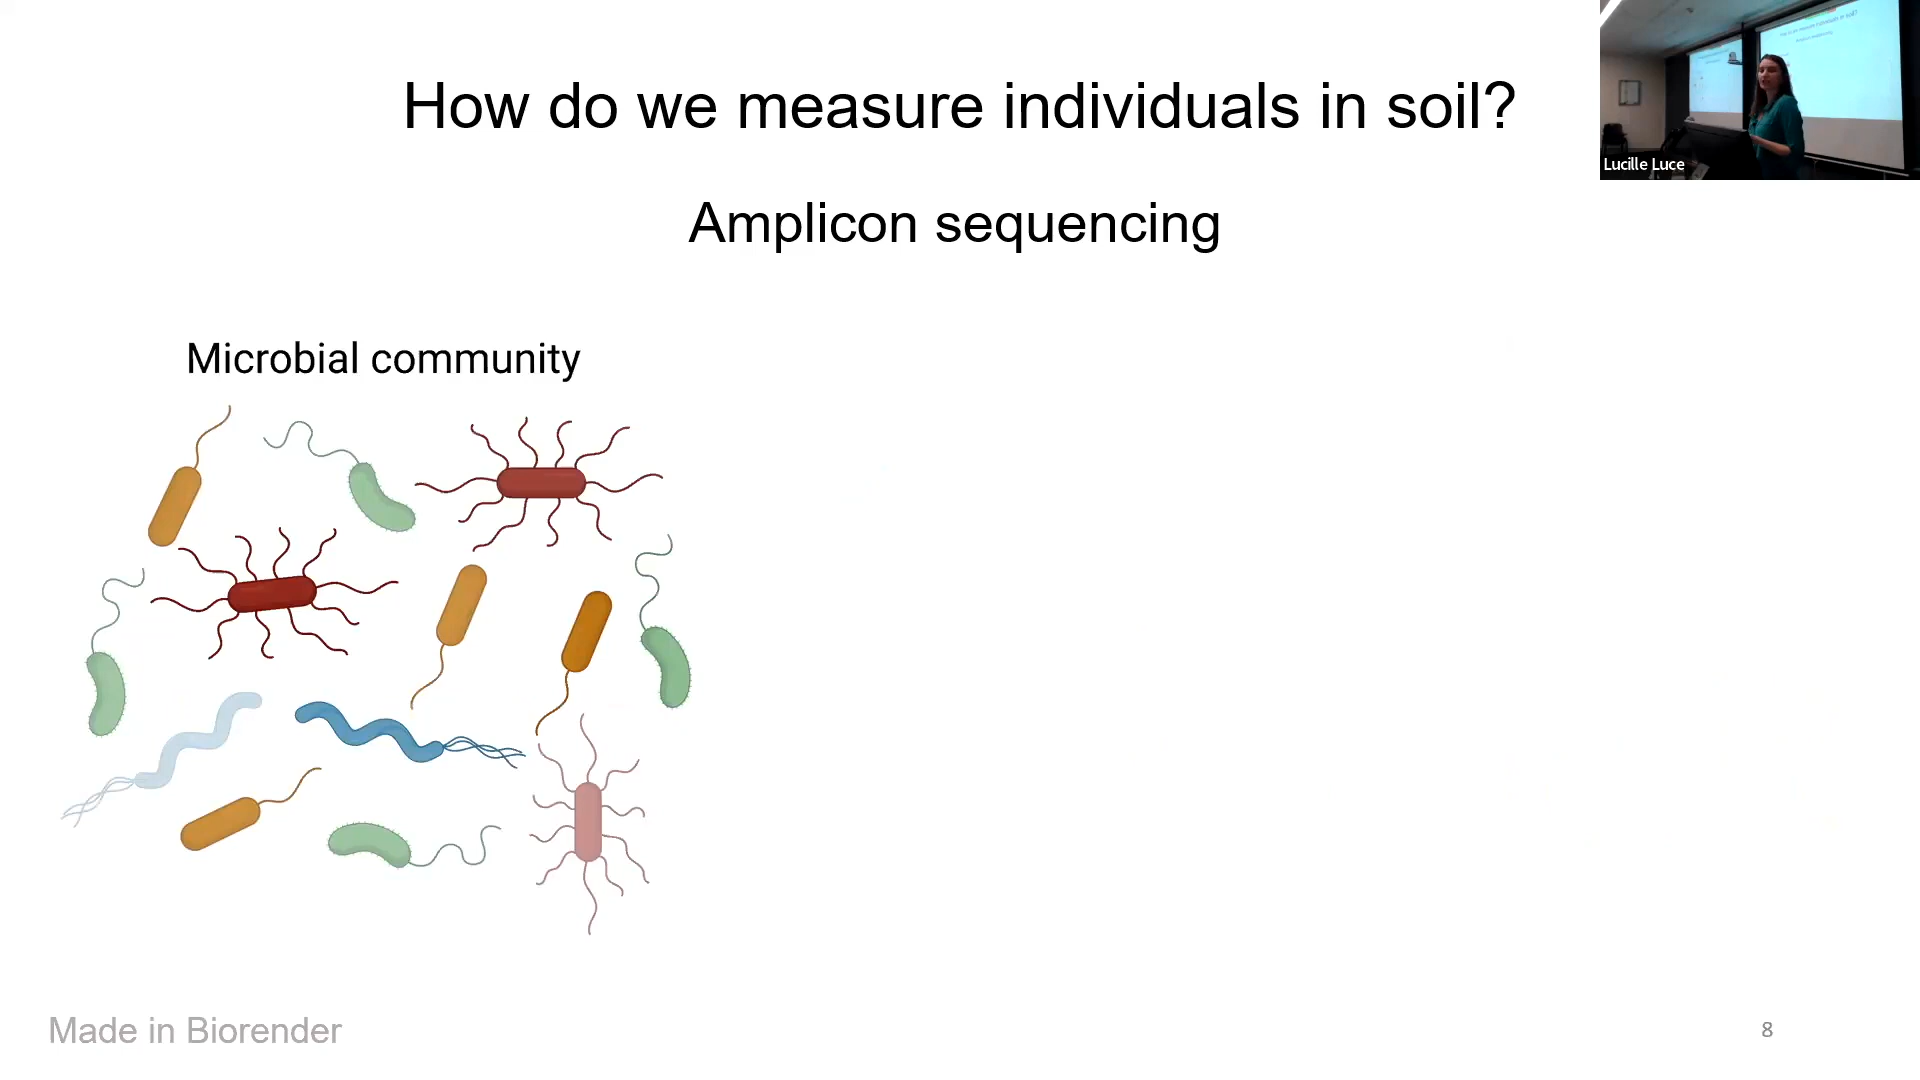 How do we measure individuals in soil?
Amplicon sequencing
Lucille Luce
Microbial community
Made in Biorender
8